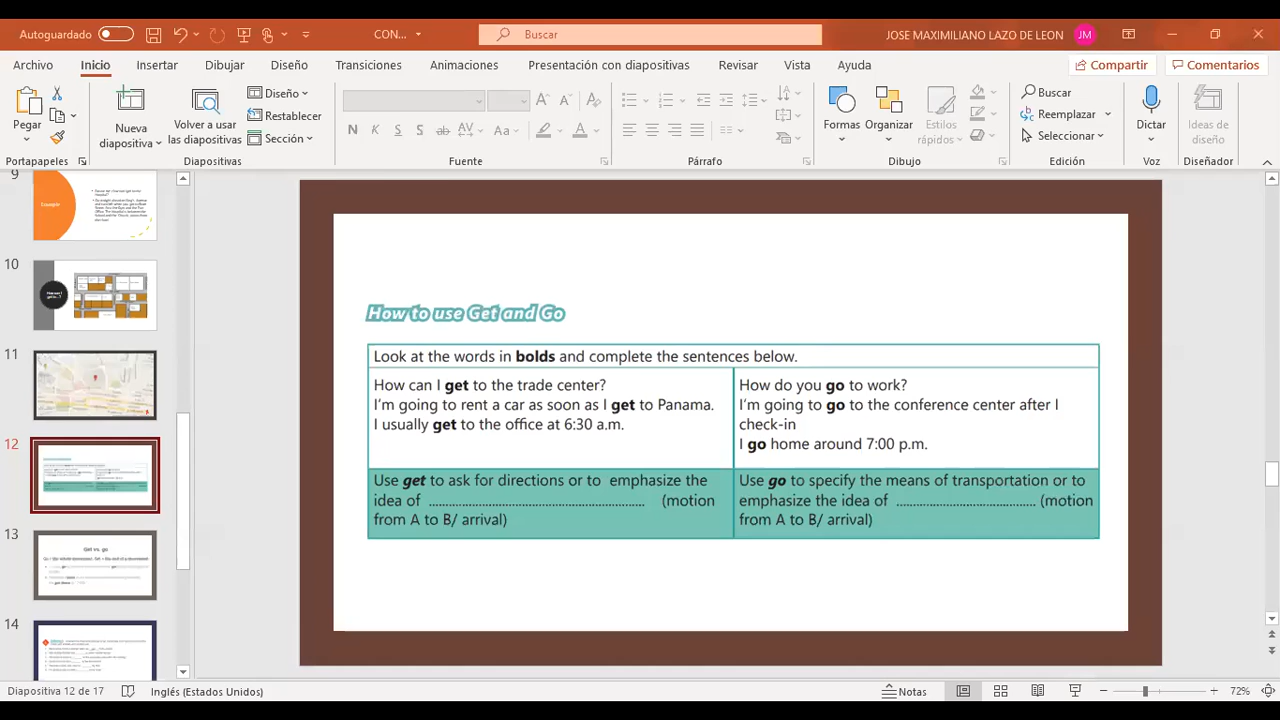 Autoguardado
CON...
Buscar
JOSE MAXIMILIANO LAZO DE LEON
JM
Archivo
Inicio
Insertar
Dibujar
Diseño
Transiciones
Animaciones
Presentación con diapositivas
Revisar
Vista
Ayuda
Compartir
Comentarios
Pegar
Nueva diapositiva
Volver a usar las diapositivas
Diseño
Restablecer
Sección
N K S S ab AV Aa
Formas
Organizar
Estilos rápidos
Buscar
Reemplazar
Seleccionar
Dictar
Ideas de diseño
Portapapeles
Diapositivas
Fuente
Párrafo
Dibujo
Edición
Voz
Diseñador
9
10
11
12
13
Get vs. go
14
How to use Get and Go
Look at the words in bolds and complete the sentences below.
How can I get to the trade center?
I'm going to rent a car as soon as I get to Panama.
I usually get to the office at 6:30 a.m.
How do you go to work?
I'm going to go to the conference center after I
check-in
I go home around 7:00 p.m.
Use get to ask for directions or to emphasize the
idea of ........................................................ (motion
from A to B/ arrival)
Use go to specify the means of transportation or to
emphasize the idea of .................................... (motion
from A to B/ arrival)
Diapositiva 12 de 17
Inglés (Estados Unidos)
Notas
72%